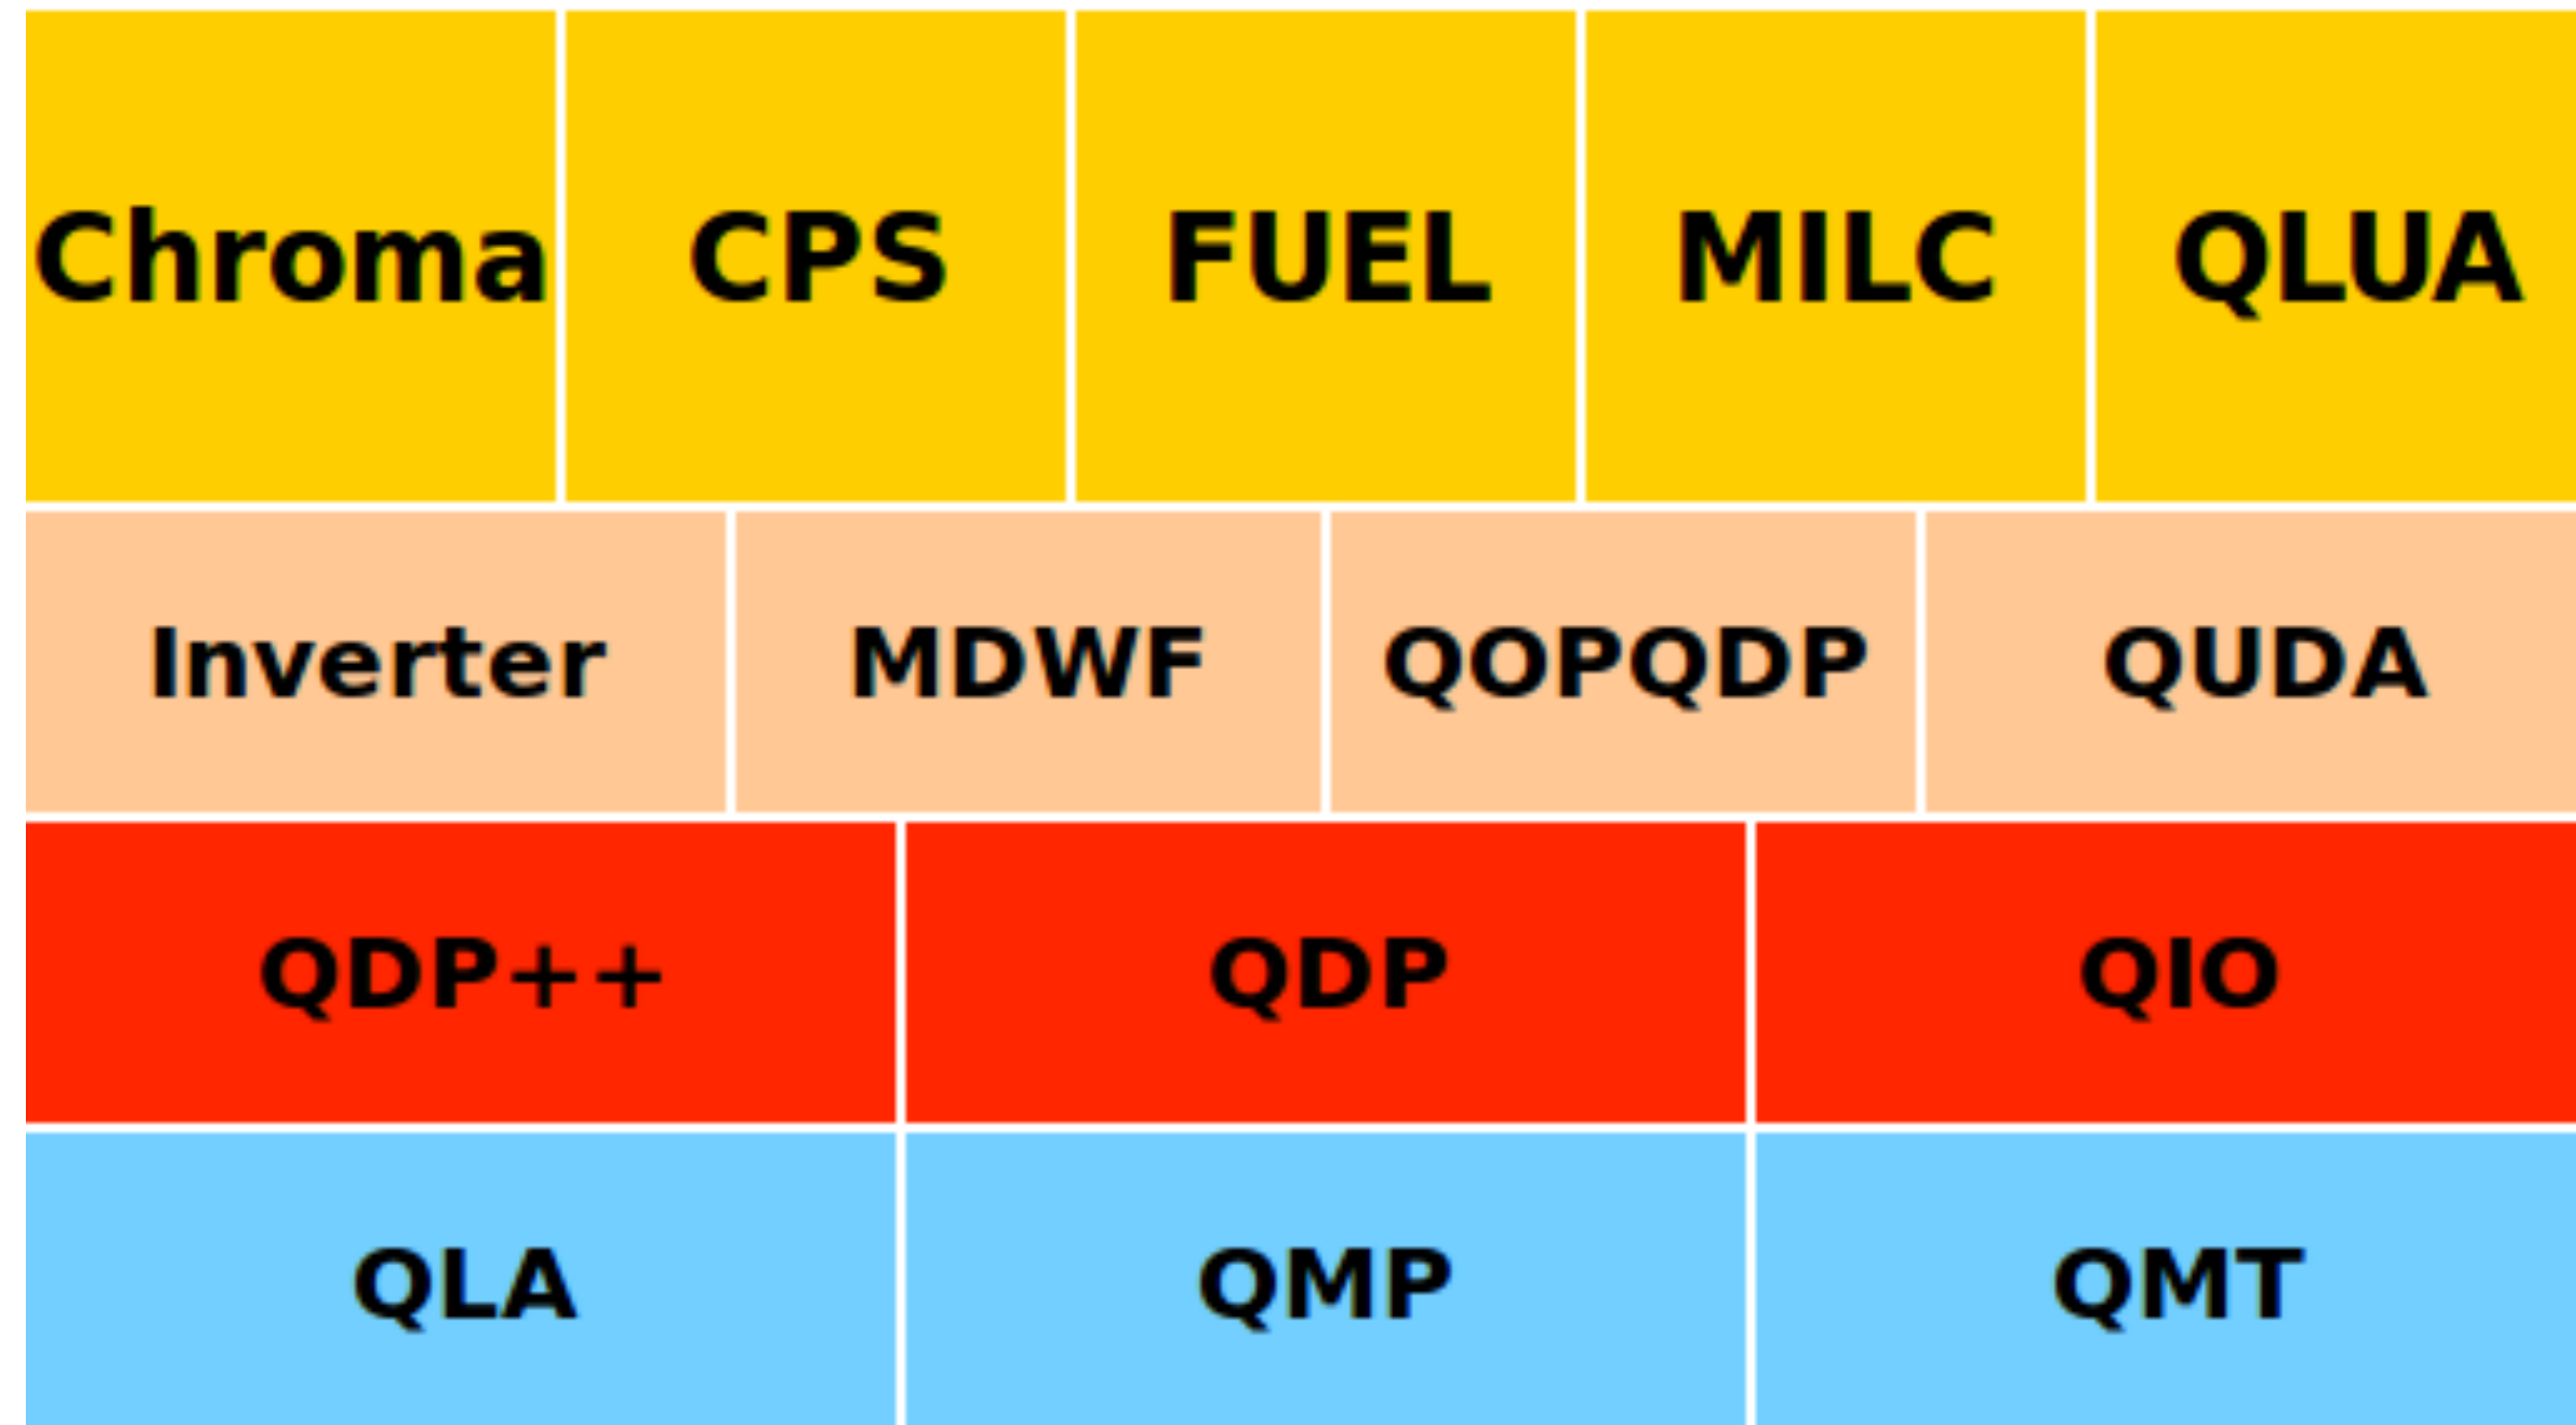 Chroma CPS FUEL MILC QLUA
Inverter MDWF QOPQDP QUDA
QDP++ QDP QIO
QLA QMP QMT